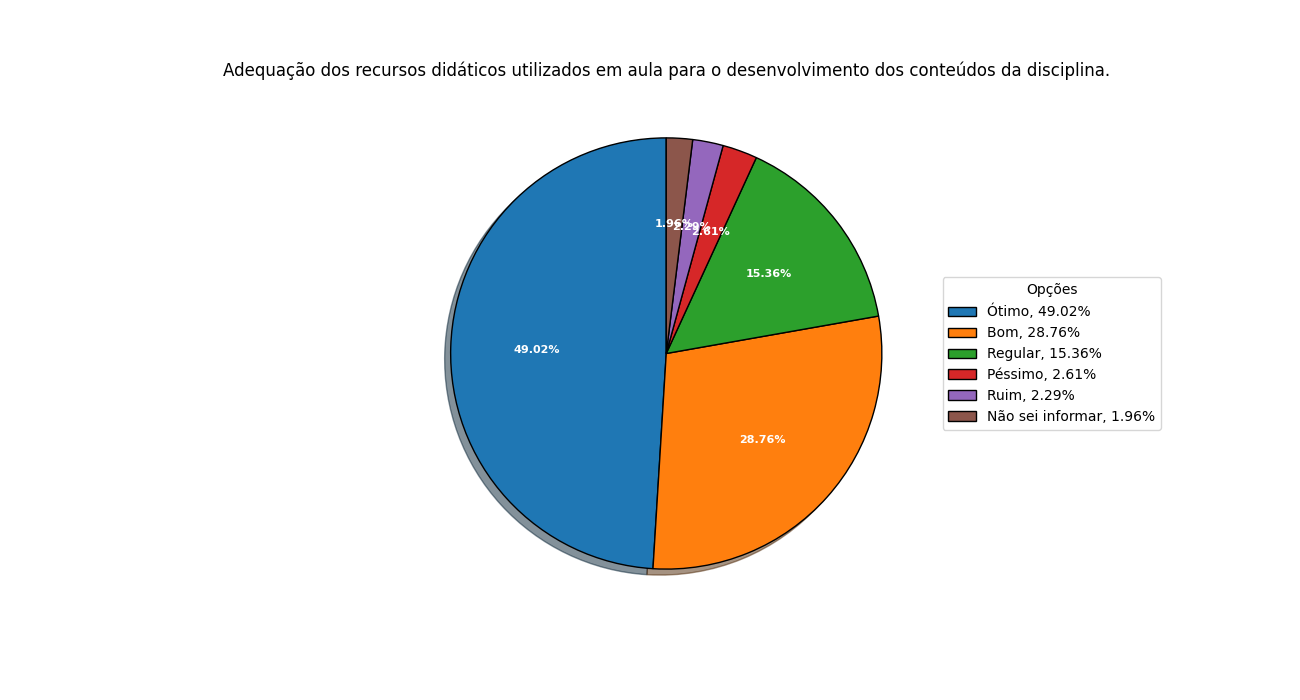 Adequação dos recursos didáticos utilizados em aula para o desenvolvimento dos conteúdos da disciplina.
1.96%
2.29%
2.61%
15.36%
49.02%
28.76%
Opções
Ótimo, 49.02%
Bom, 28.76%
Regular, 15.36%
Péssimo, 2.61%
Ruim, 2.29%
Não sei informar, 1.96%